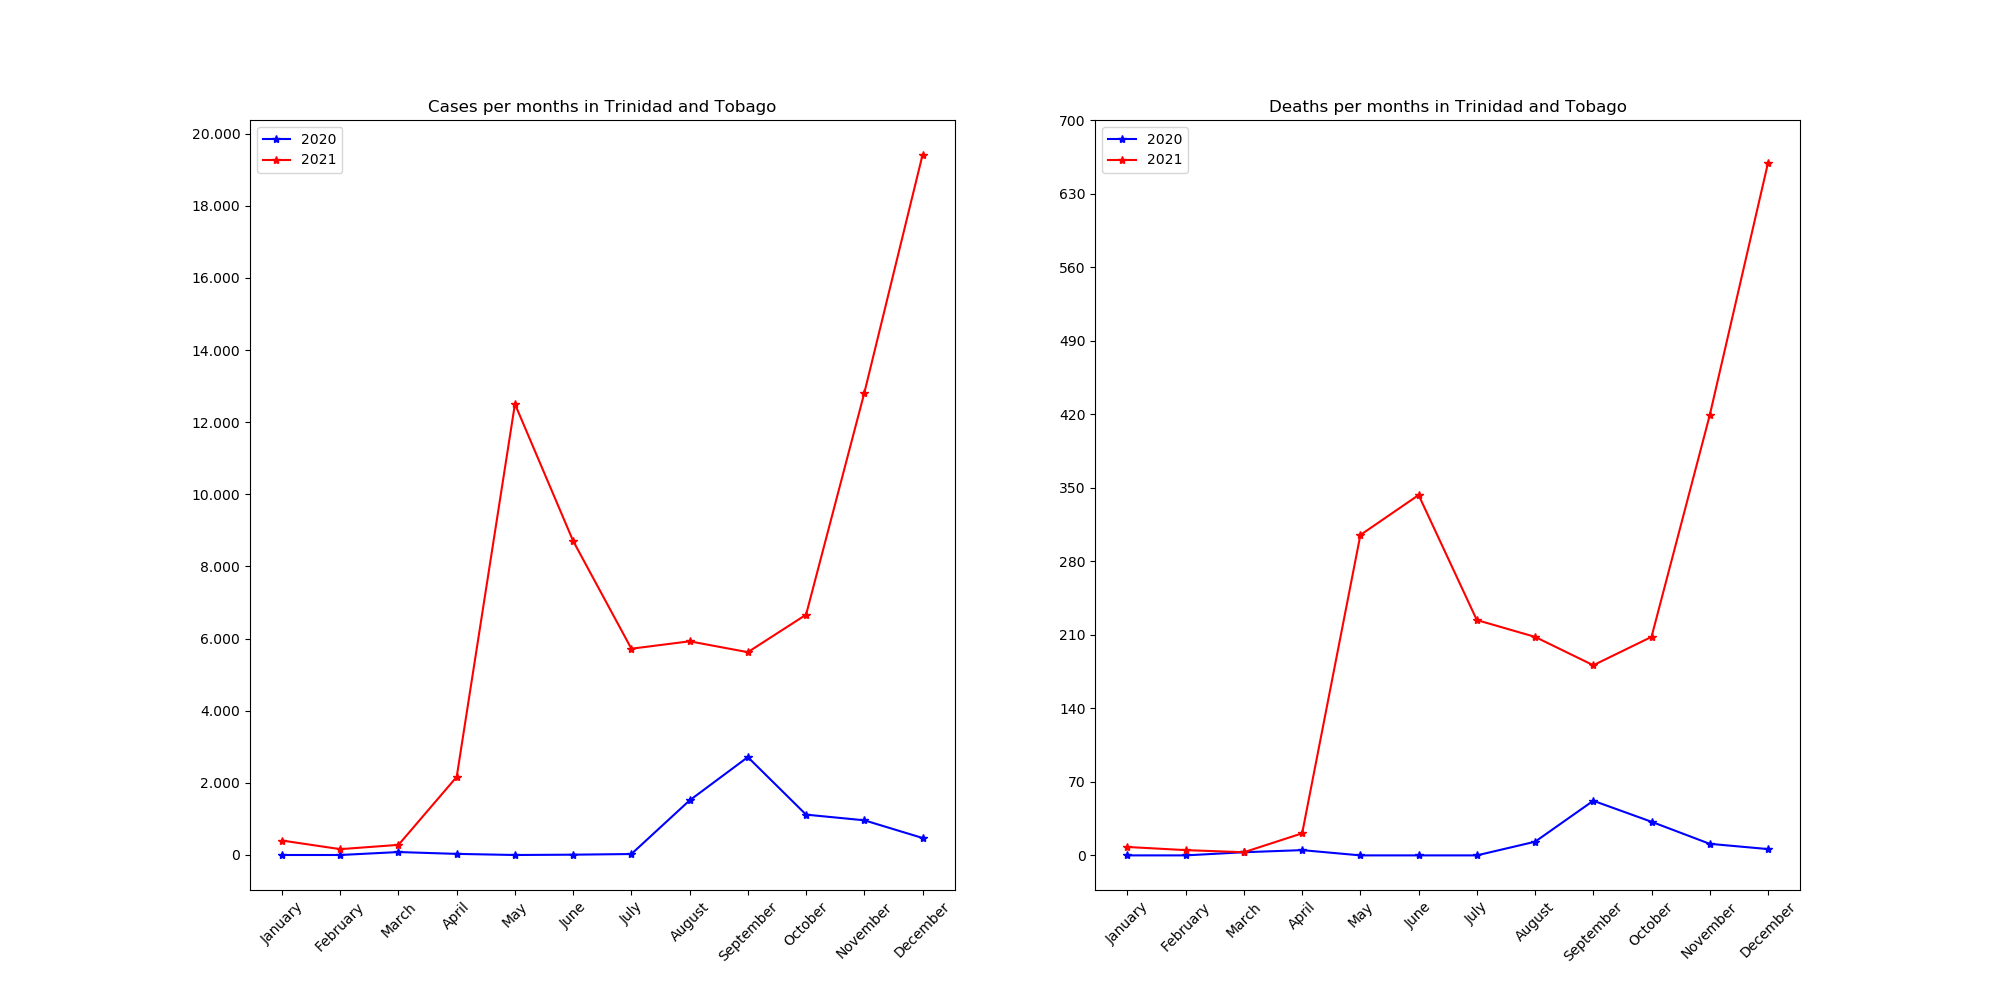 Cases per months in Trinidad and Tobago
2020
2021
20.000
18.000
16.000
14.000
12.000
10.000
8.000
6.000
4.000
2.000
0
January
February
March
April
May
June
July
August
September
October
November
December
Deaths per months in Trinidad and Tobago
2020
2021
700
630
560
490
420
350
280
210
140
70
0
January
February
March
April
May
June
July
August
September
October
November
December